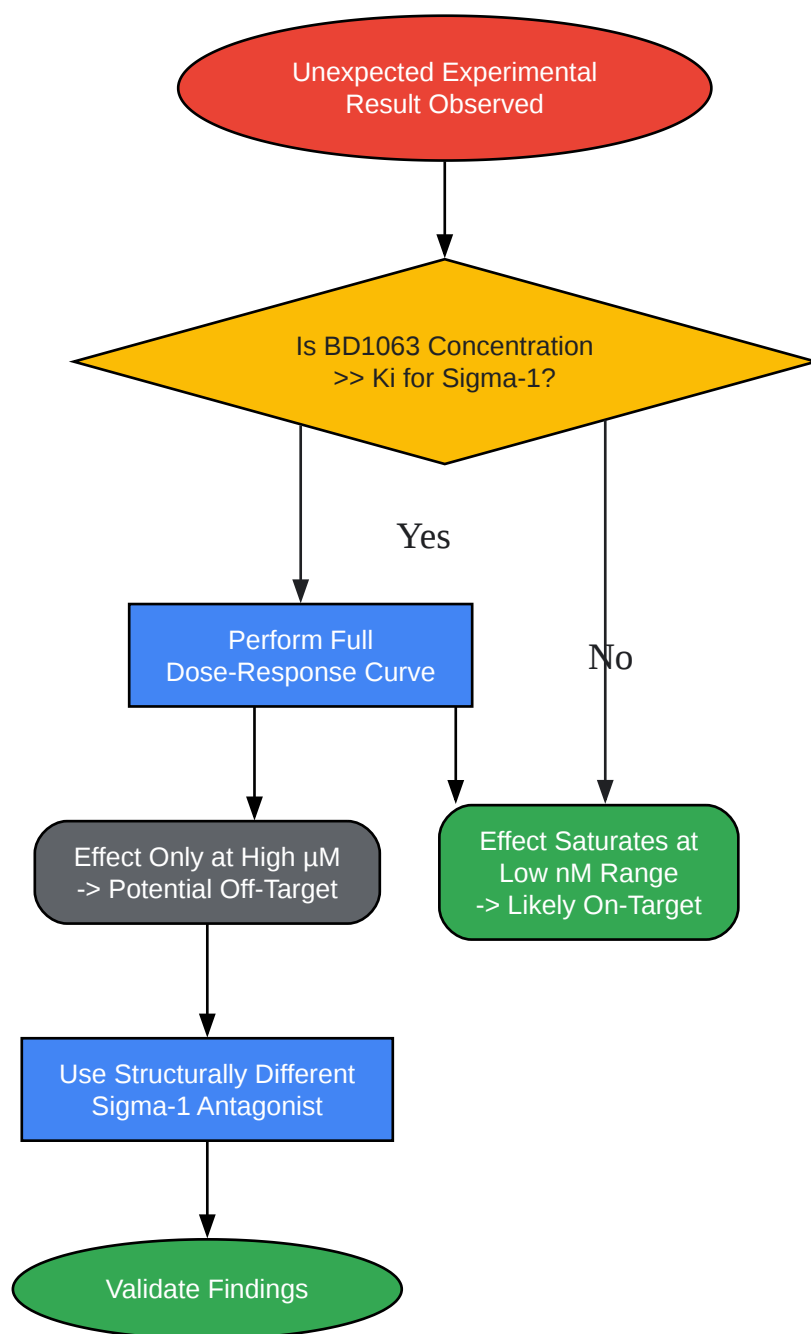 Unexpected Experimental
Result Observed
Is BD1063 Concentration
>> Ki for Sigma-1?
Yes
Perform Full
Dose-Response Curve
No
Effect Only at High µM
-> Potential Off-Target
Effect Saturates at
Low nM Range
-> Likely On-Target
Use Structurally Different
Sigma-1 Antagonist
Validate Findings